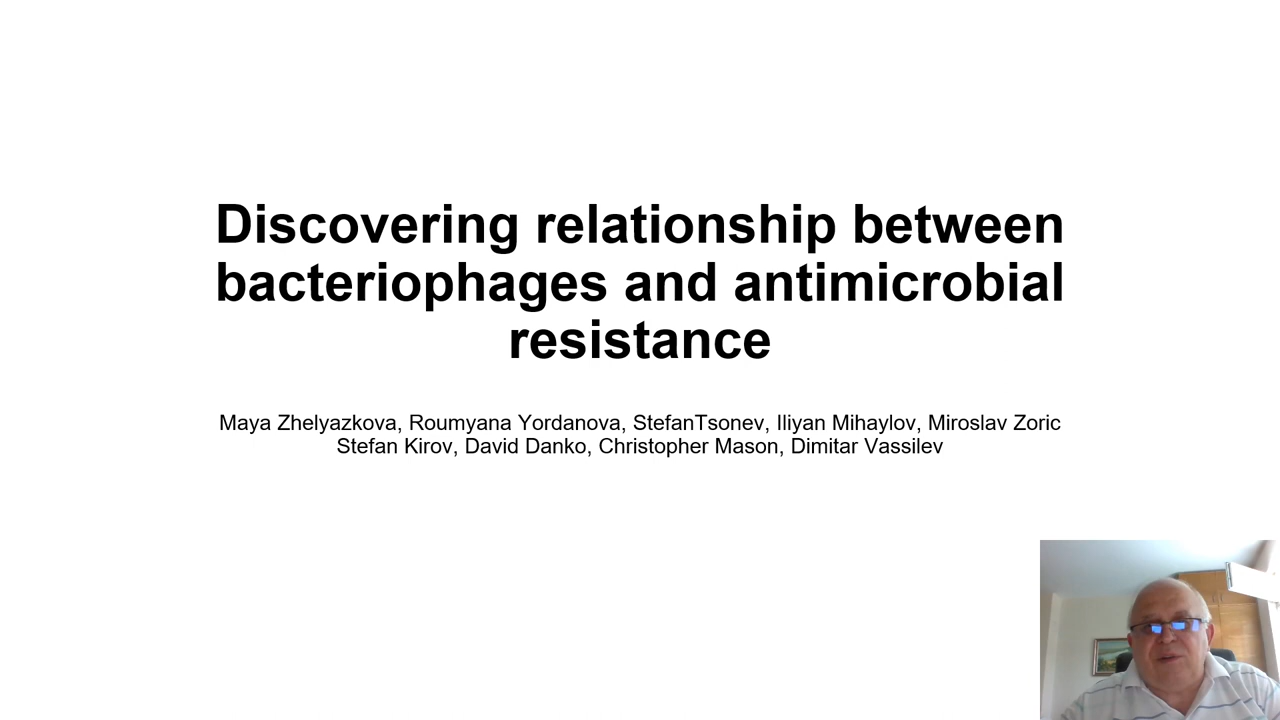 Discovering relationship between
bacteriophages and antimicrobial
resistance
Maya Zhelyazkova, Roumyana Yordanova, StefanTsonev, Iliyan Mihaylov, Miroslav Zoric
Stefan Kirov, David Danko, Christopher Mason, Dimitar Vassilev